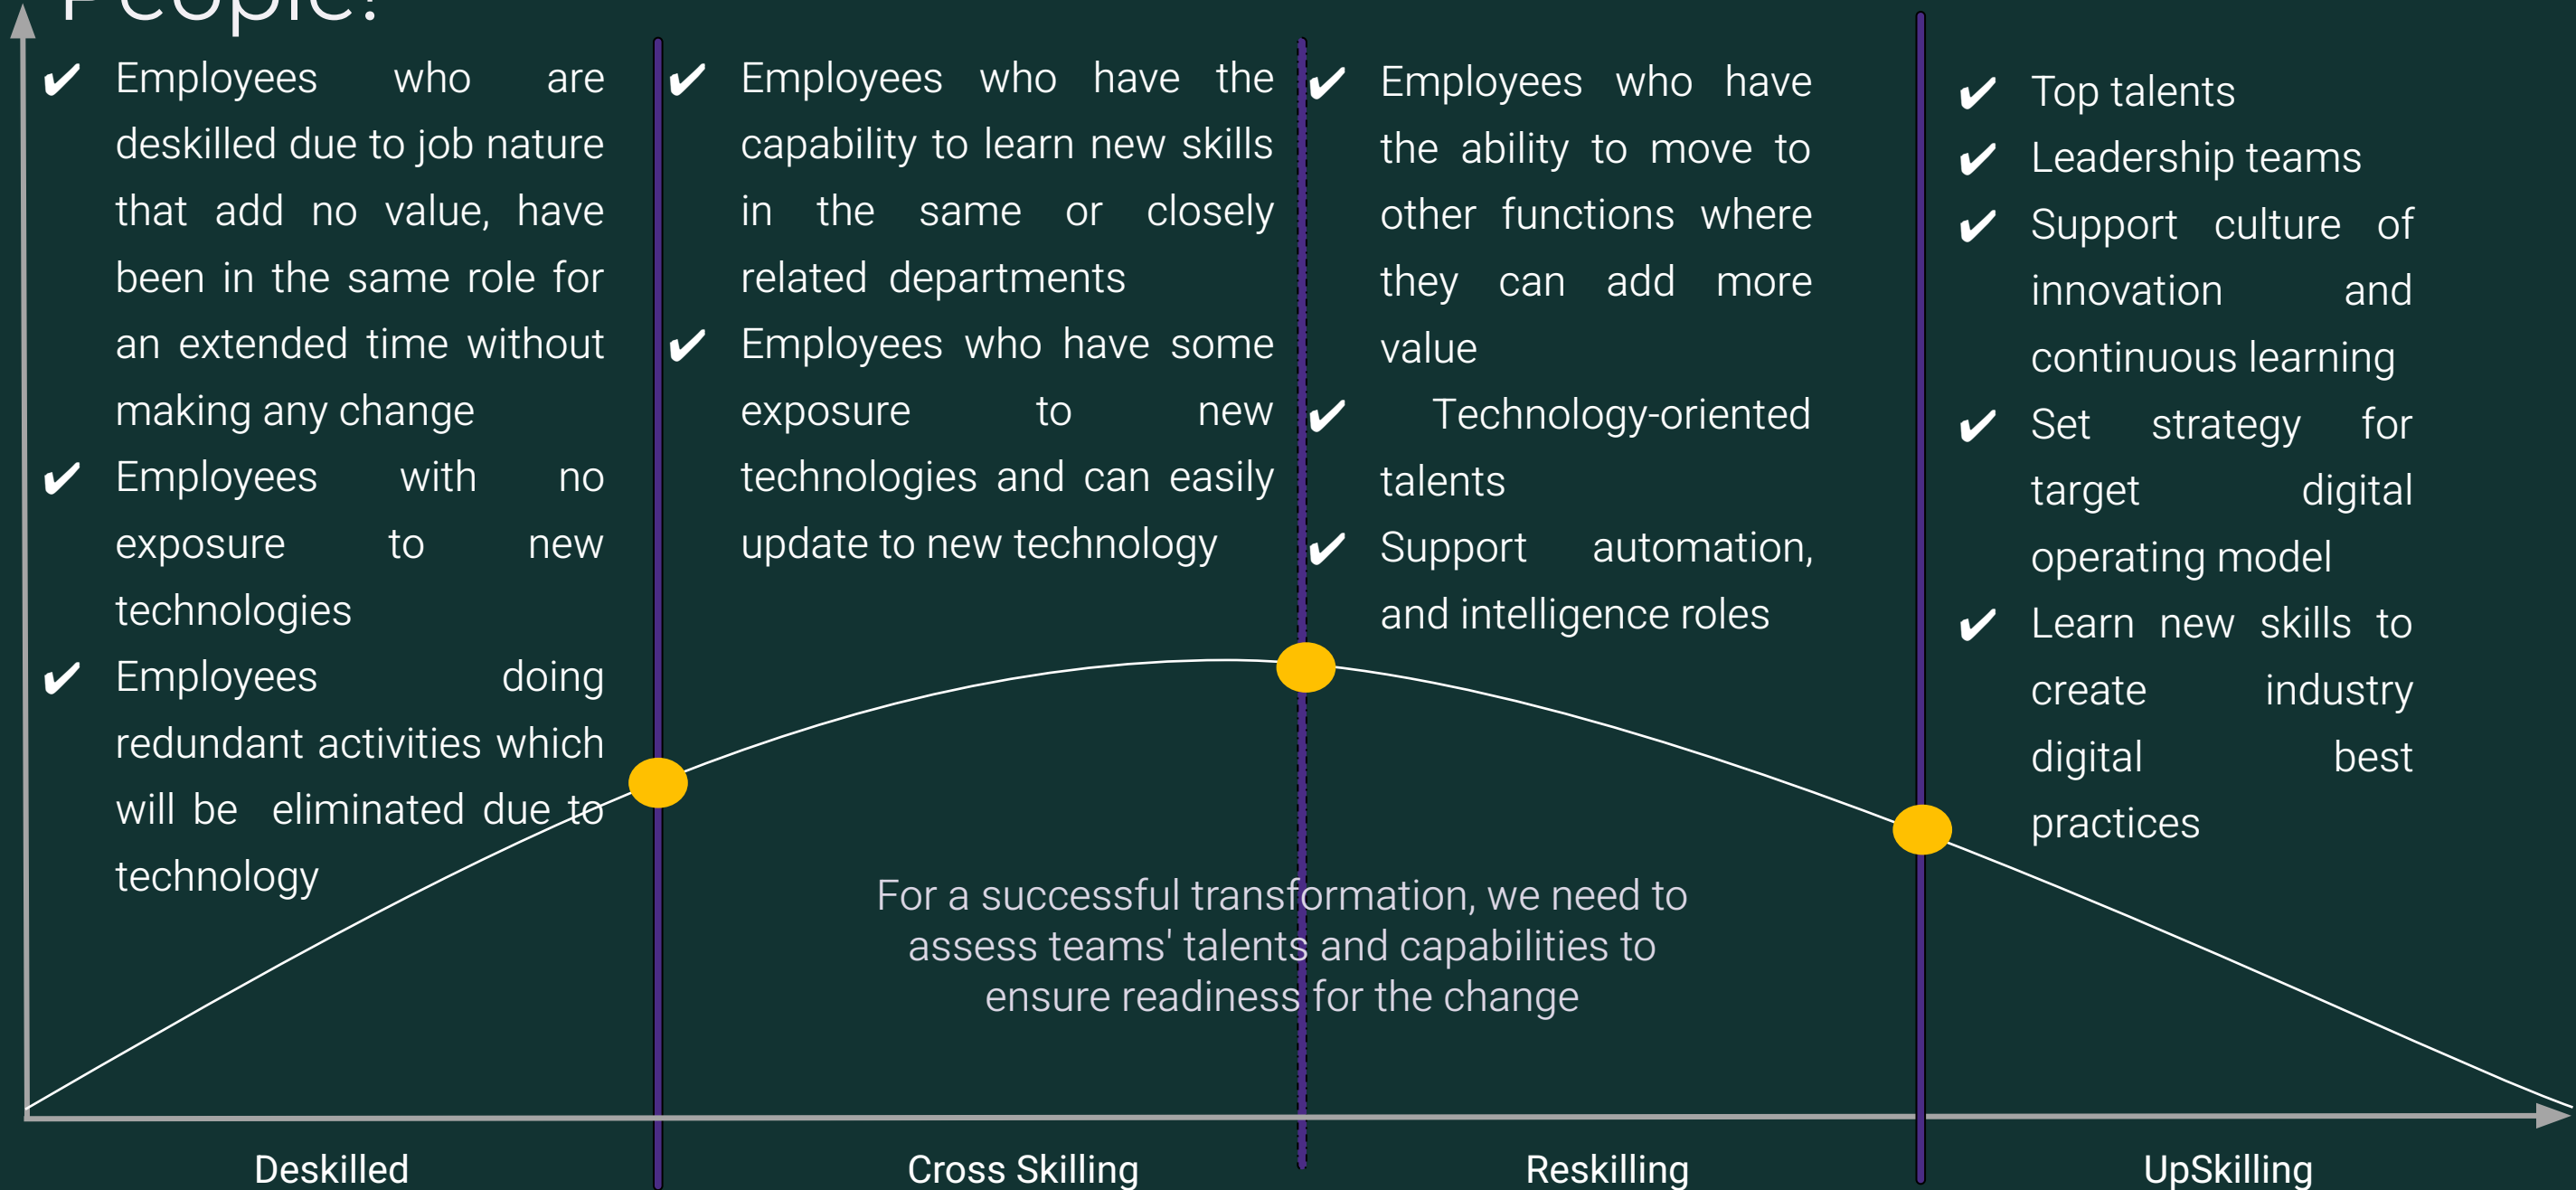 People!
Employees who are
deskilled due to job nature
that add no value, have
been in the same role for
an extended time without
making any change
Employees with no
exposure to new
technologies
Employees doing
redundant activities which
will be eliminated due to
technology
Employees who have the
capability to learn new skills
in the same or closely
related departments
Employees who have some
exposure to new
technologies and can easily
update to new technology
Employees who have
the ability to move to
other functions where
they can add more
value
Technology-oriented
talents
Support automation,
and intelligence roles
Top talents
Leadership teams
Support culture of
innovation and
continuous learning
Set strategy for
target digital
operating model
Learn new skills to
create industry
digital best
practices
For a successful transformation, we need to
assess teams' talents and capabilities to
ensure readiness for the change
Deskilled
Cross Skilling
Reskilling
UpSkilling